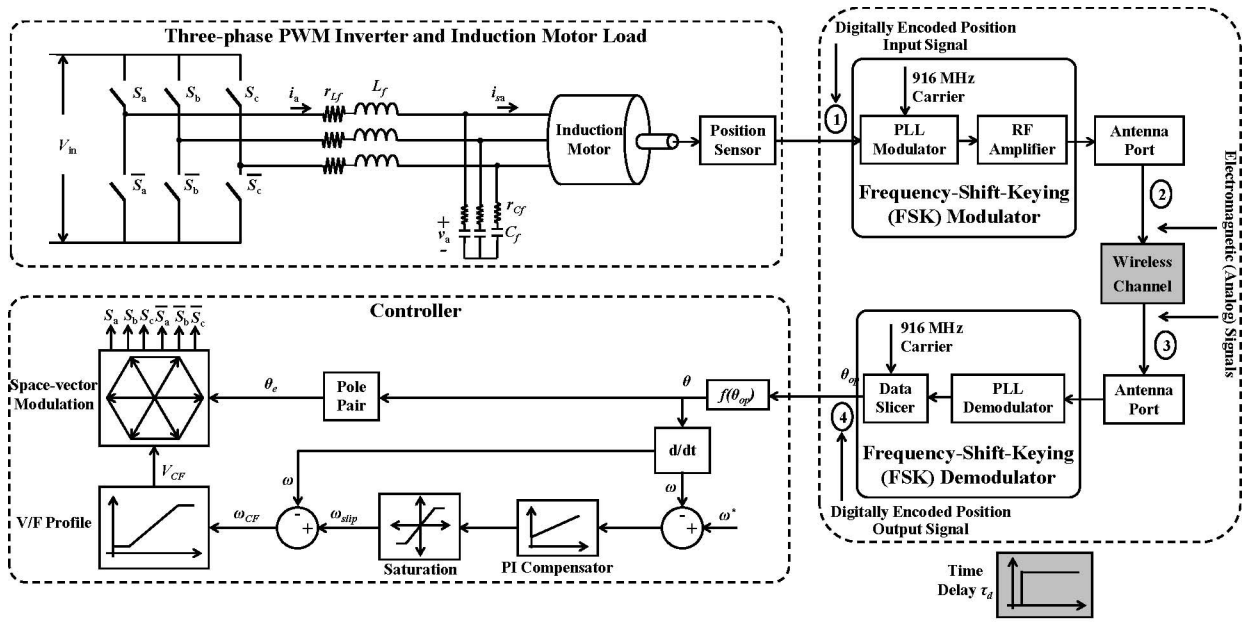 Three-phase PWM Inverter and Induction Motor Load
V_in
S_a
S_b
S_c
S̅_a
S̅_b
S̅_c
i_a
r_Lf
L_f
i_sa
+
v_a
-
r_Cf
C_f
Induction
Motor
Position
Sensor
Digitally Encoded Position
Input Signal
1
916 MHz
Carrier
PLL
Modulator
RF
Amplifier
Frequency-Shift-Keying
(FSK) Modulator
Antenna
Port
2
Wireless
Channel
3
Electromagnetic (Analog) Signals
Antenna
Port
916 MHz
Carrier
PLL
Demodulator
Data
Slicer
Frequency-Shift-Keying
(FSK) Demodulator
θ_op
4
Digitally Encoded Position
Output Signal
Time
Delay τ_d
Controller
S_a S_b S_c S̅_a S̅_b S̅_c
Space-vector
Modulation
θ_e
Pole
Pair
θ
f(θ_op)
d/dt
V_CF
V/F Profile
ω_CF
ω
-
+
ω_slip
Saturation
PI Compensator
ω
-
+
ω*